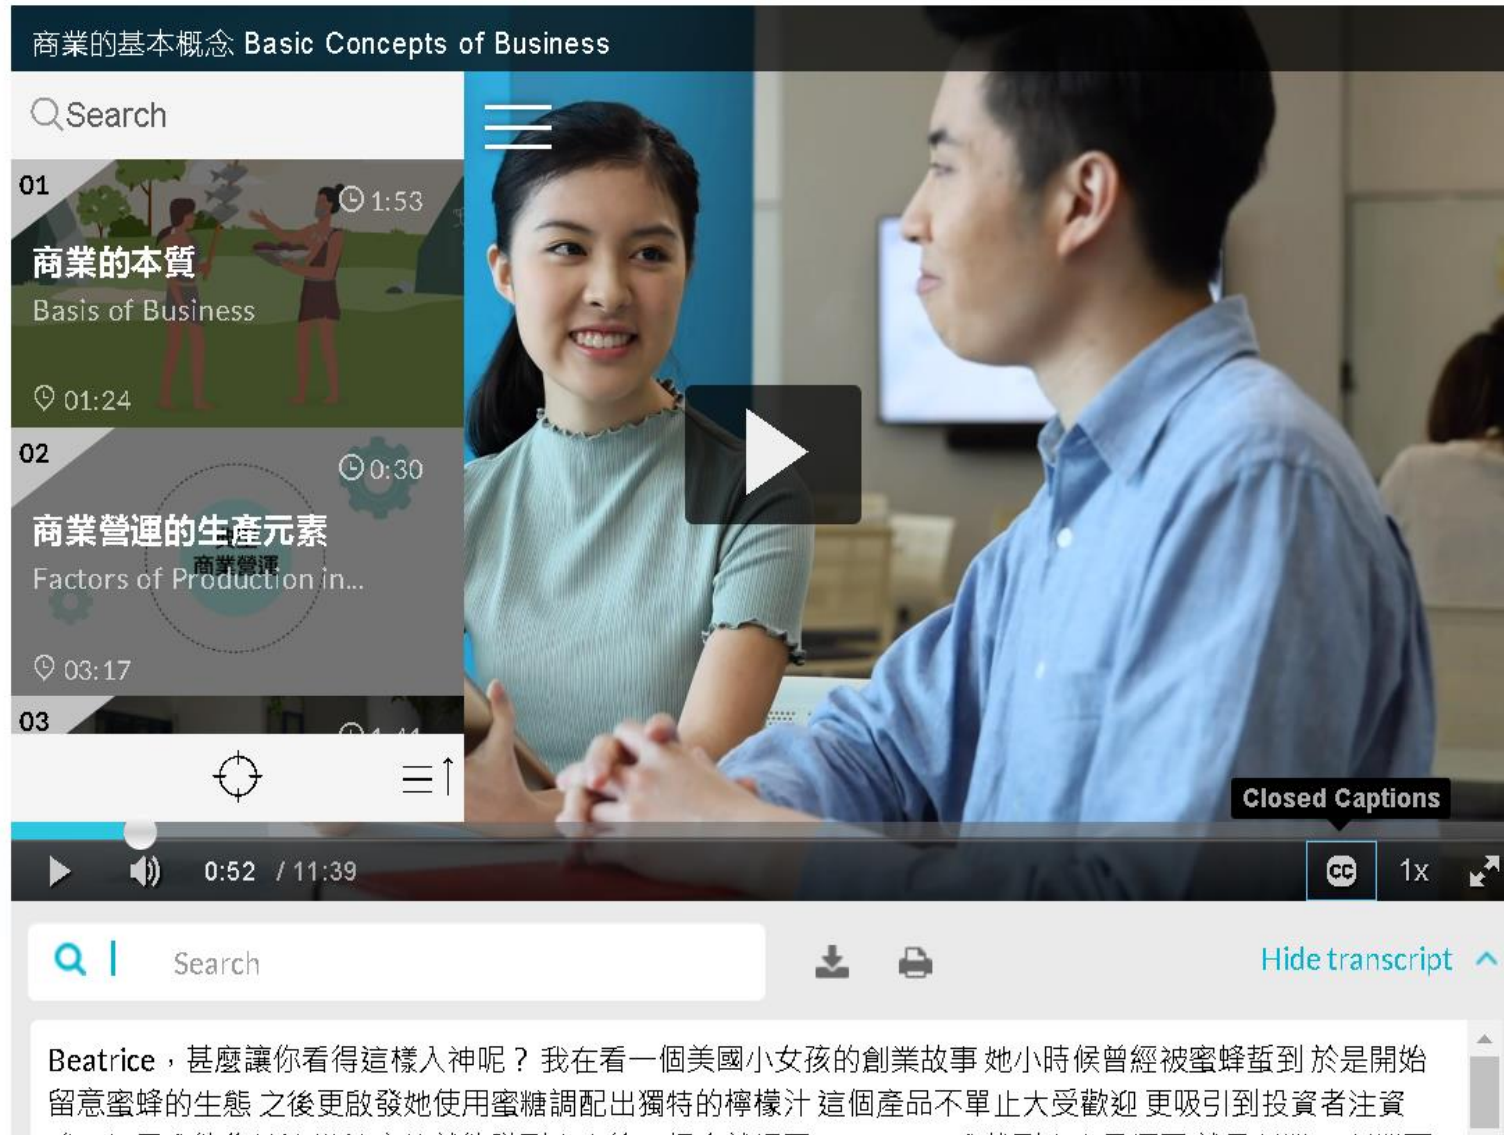 商業的基本概念 Basic Concepts of Business
Search
01
1:53
商業的本質
Basis of Business
01:24
02
0:30
商業營運
商業營運的生產元素
Factors of Production in...
03:17
03
Closed Captions
0:52 / 11:39
CC
1x
Search
Hide transcript
Beatrice，甚麼讓你看得這樣入神呢？ 我在看一個美國小女孩的創業故事 她小時候曾經被蜜蜂蜇到 於是開始
留意蜜蜂的生態 之後更啟發她使用蜜糖調配出獨特的檸檬汁 這個產品不單止大受歡迎 更吸引到投資者注資